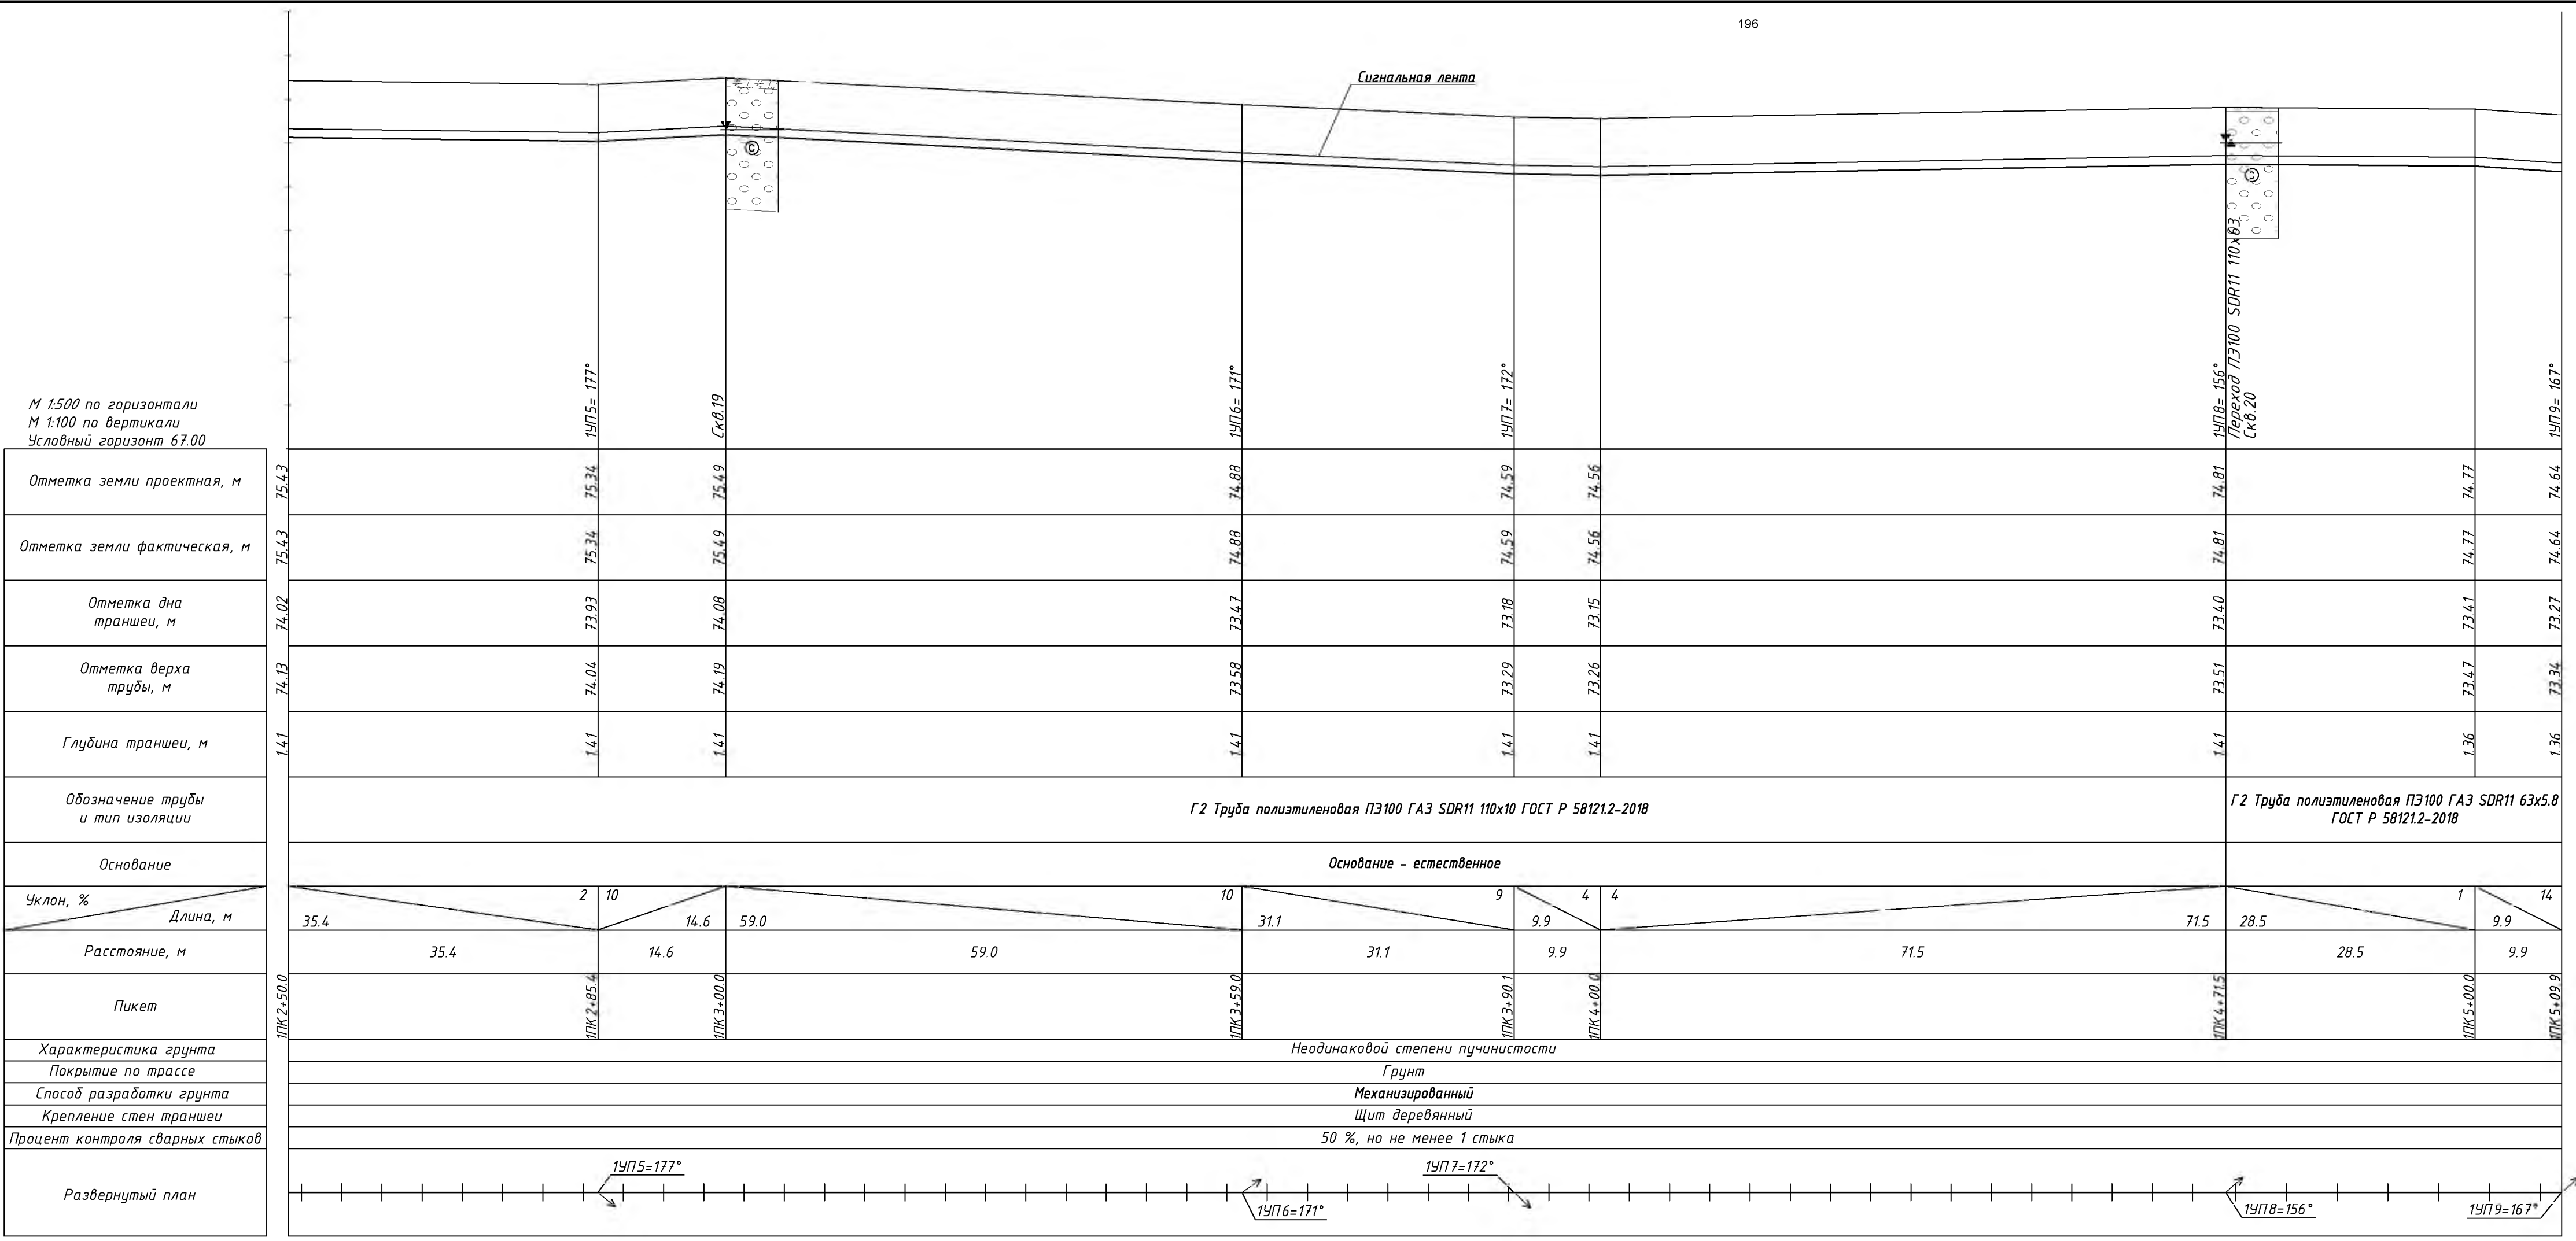 196
Сигнальная лента
М 1:500 по горизонтали
М 1:100 по вертикали
Условный горизонт 67.00
1УП5= 177°
Скв.19
1УП6= 171°
1УП7= 172°
1УП8= 156°
Переход ПЭ100 SDR11 110х63
Скв.20
1УП9= 167°
С
С
Отметка земли проектная, м
75.43 75.34 75.49 74.88 74.59 74.56 74.81 74.77 74.64
Отметка земли фактическая, м
75.43 75.34 75.49 74.88 74.59 74.56 74.81 74.77 74.64
Отметка дна
траншеи, м
74.02 73.93 74.08 73.47 73.18 73.15 73.40 73.41 73.27
Отметка верха
трубы, м
74.13 74.04 74.19 73.58 73.29 73.26 73.51 73.47 73.34
Глубина траншеи, м
1.41 1.41 1.41 1.41 1.41 1.41 1.41 1.36 1.36
Обозначение трубы
и тип изоляции
Г2 Труба полиэтиленовая ПЭ100 ГАЗ SDR11 110х10 ГОСТ Р 58121.2-2018
Г2 Труба полиэтиленовая ПЭ100 ГАЗ SDR11 63х5.8
ГОСТ Р 58121.2-2018
Основание
Основание - естественное
Уклон, %
2 10 10 9 4 4 1 14
Длина, м
35.4 14.6 59.0 31.1 9.9 71.5 28.5 9.9
Расстояние, м
35.4 14.6 59.0 31.1 9.9 71.5 28.5 9.9
Пикет
1ПК2+50.0 1ПК2+85.4 1ПК3+00.0 1ПК3+59.0 1ПК3+90.1 1ПК4+00.0 1ПК4+71.5 1ПК5+00.0 1ПК5+09.9
Характеристика грунта
Неодинаковой степени пучинистости
Покрытие по трассе
Грунт
Способ разработки грунта
Механизированный
Крепление стен траншеи
Щит деревянный
Процент контроля сварных стыков
50 %, но не менее 1 стыка
Развернутый план
1УП5=177°
1УП6=171°
1УП7=172°
1УП8=156°
1УП9=167°